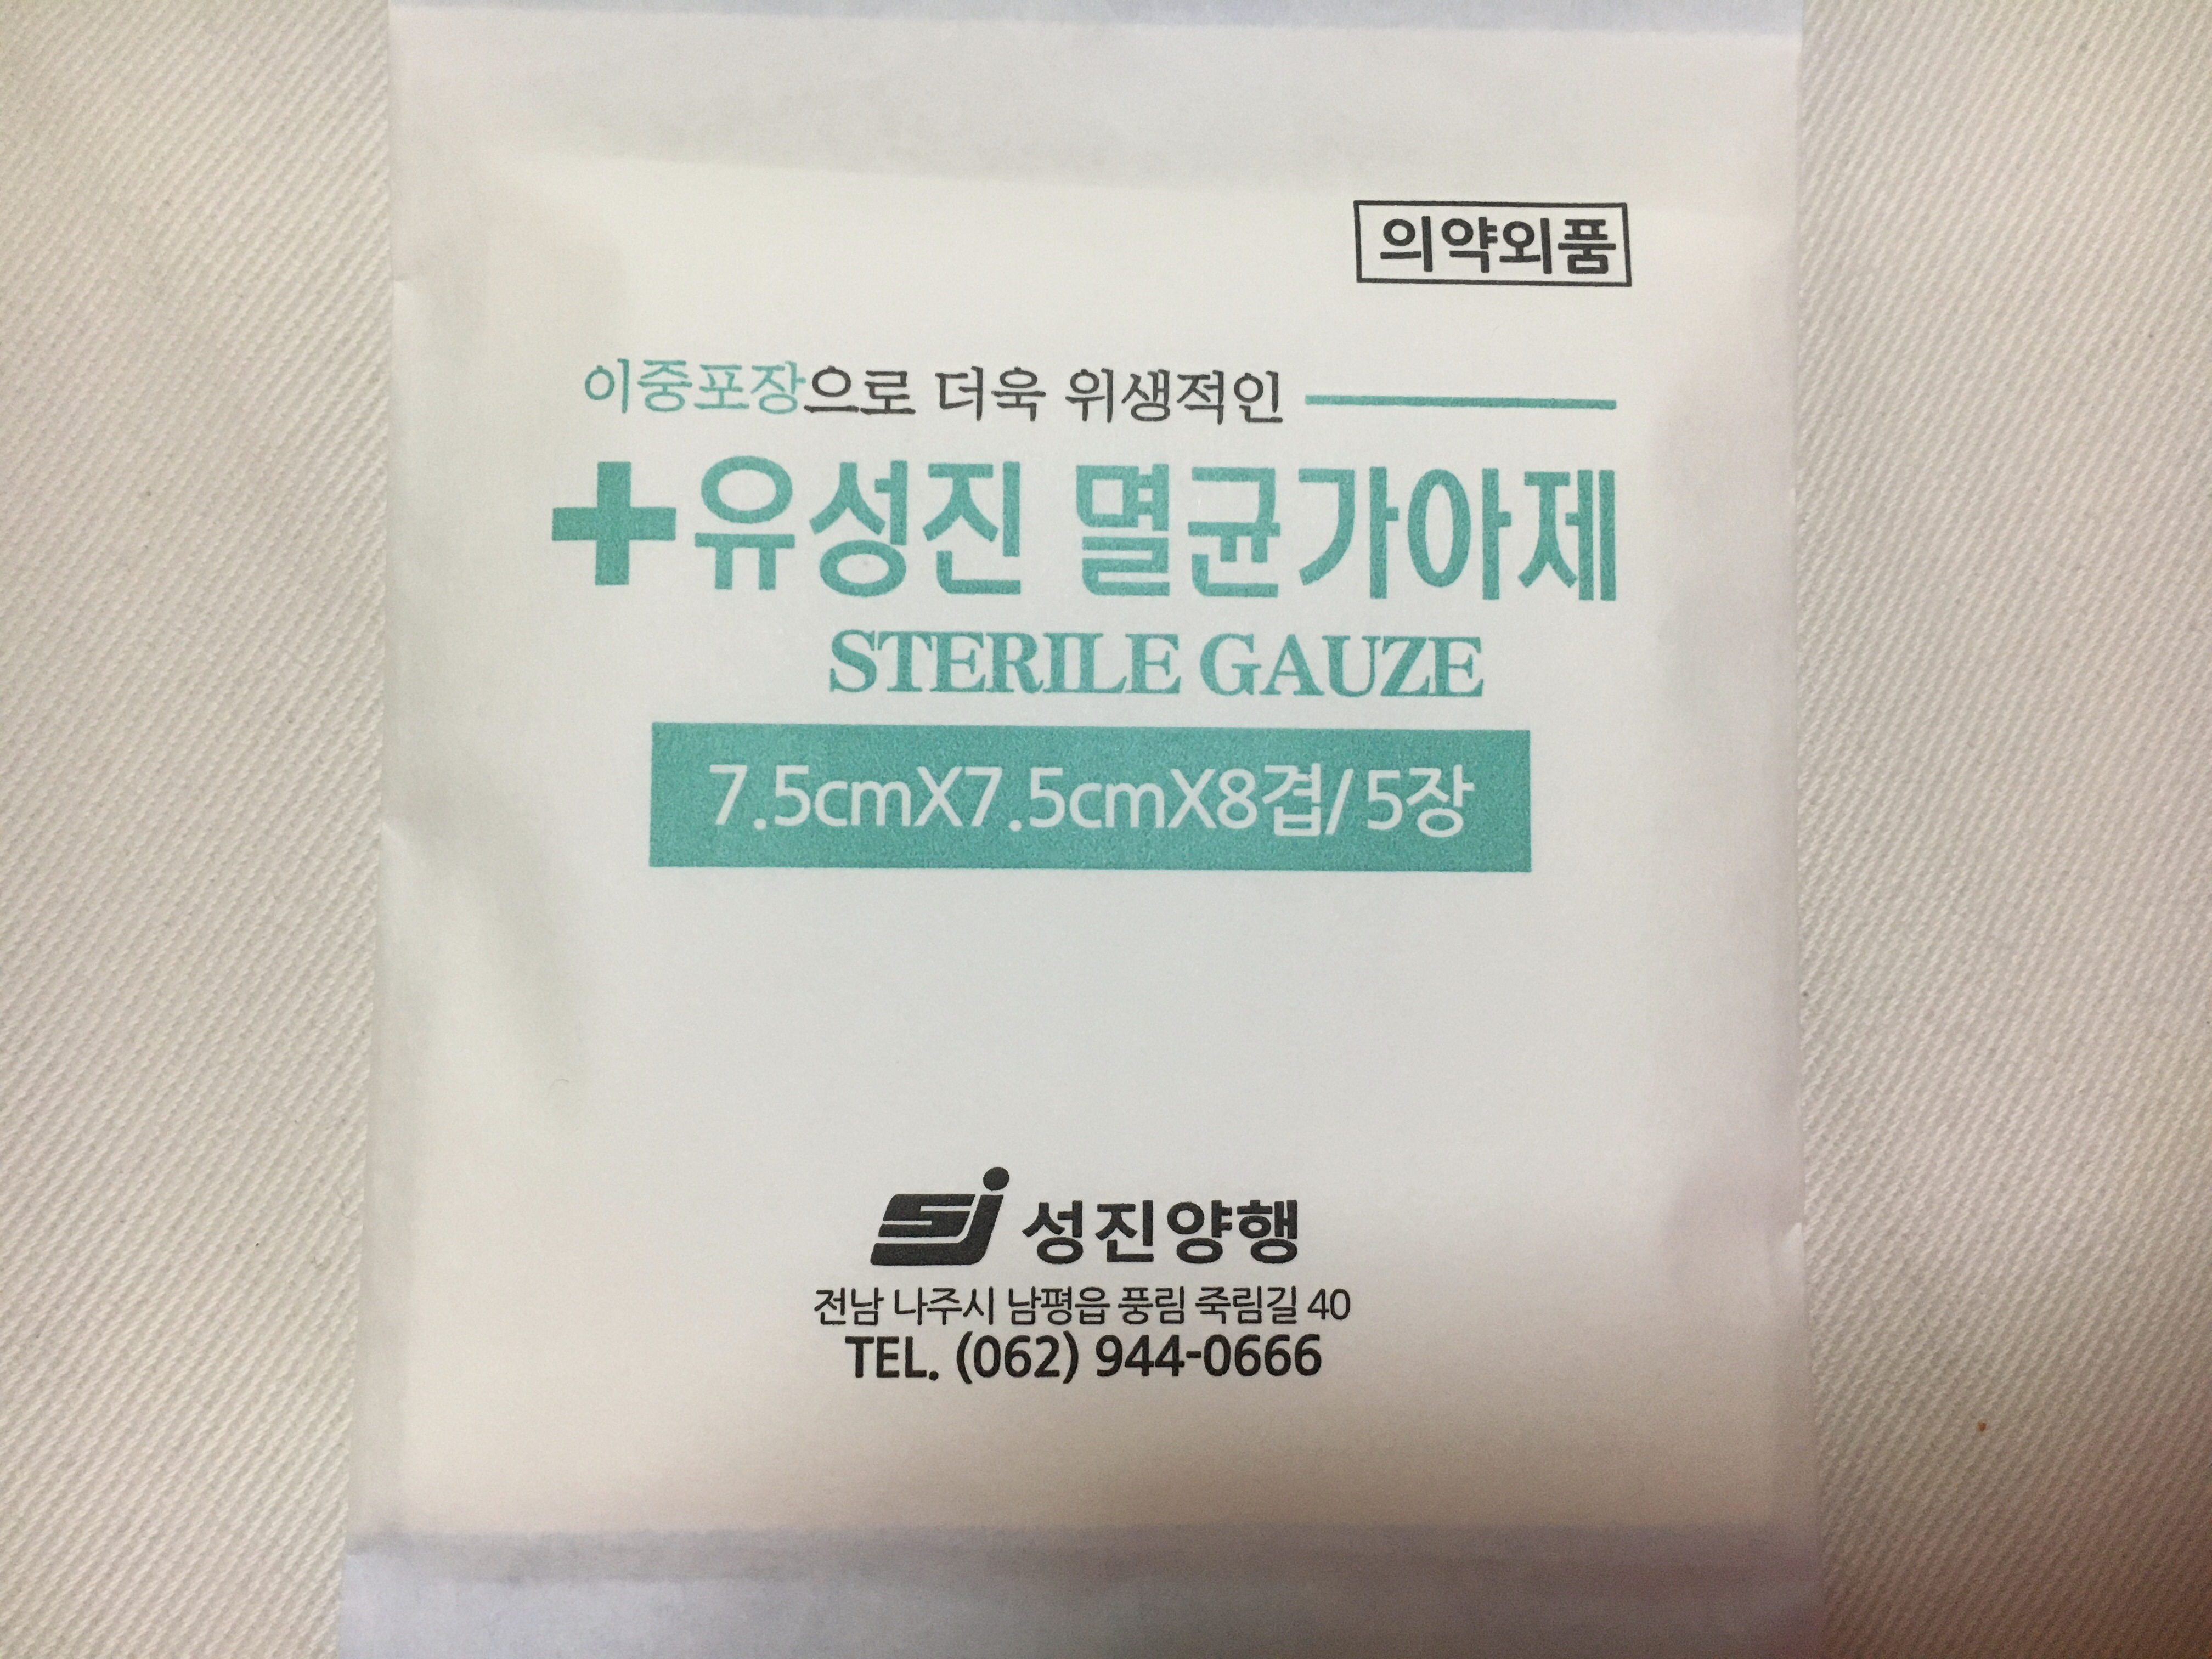 의약외품
이중포장으로 더욱 위생적인
유성진 멸균가아제
STERILE GAUZE
7.5cmX7.5cmX8겹/5장
SJ 성진양행
전남 나주시 남평읍 풍림 죽림길 40
TEL. (062) 944-0666